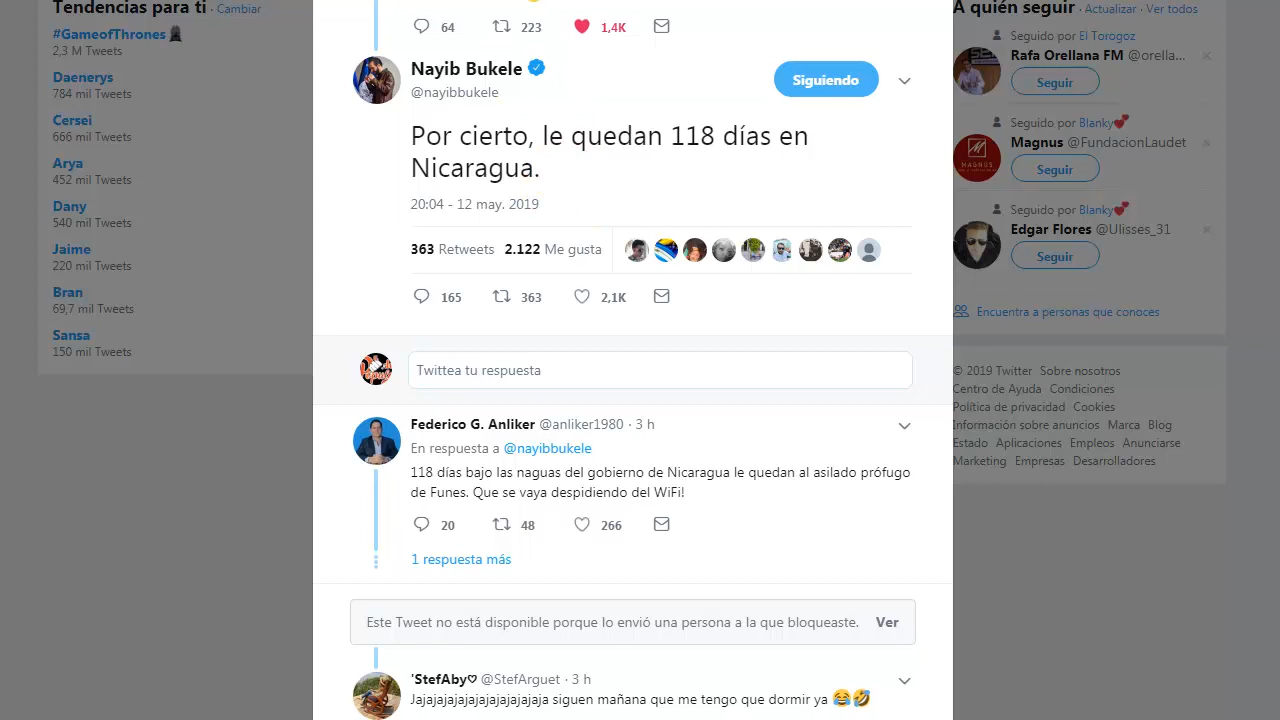 Tendencias para ti · Cambiar
#GameofThrones
2,3 M Tweets
Daenerys
784 mil Tweets
Cersei
666 mil Tweets
Arya
452 mil Tweets
Dany
540 mil Tweets
Jaime
220 mil Tweets
Bran
69,7 mil Tweets
Sansa
150 mil Tweets
64 223 1,4K
Nayib Bukele
@nayibbukele
Siguiendo
Por cierto, le quedan 118 días en
Nicaragua.
20:04 - 12 may. 2019
363 Retweets 2.122 Me gusta
165 363 2,1K
Twittea tu respuesta
Federico G. Anliker @anliker1980 · 3 h
En respuesta a @nayibbukele
118 días bajo las naguas del gobierno de Nicaragua le quedan al asilado prófugo
de Funes. Que se vaya despidiendo del WiFi!
20 48 266
1 respuesta más
Este Tweet no está disponible porque lo envió una persona a la que bloqueaste. Ver
'StefAby♡ @StefArguet · 3 h
Jajajajajajajajajajajajaja siguen mañana que me tengo que dormir ya 😂🤣
A quién seguir · Actualizar · Ver todos
Seguido por El Torogoz
Rafa Orellana FM @orella...
Seguir
Seguido por Blanky💕
Magnus @FundacionLaudet
MAGNUS
Seguir
Seguido por Blanky💕
Edgar Flores @Ulisses_31
Seguir
Encuentra a personas que conoces
© 2019 Twitter Sobre nosotros
Centro de Ayuda Condiciones
Política de privacidad Cookies
Información sobre anuncios Marca Blog
Estado Aplicaciones Empleos Anunciarse
Marketing Empresas Desarrolladores